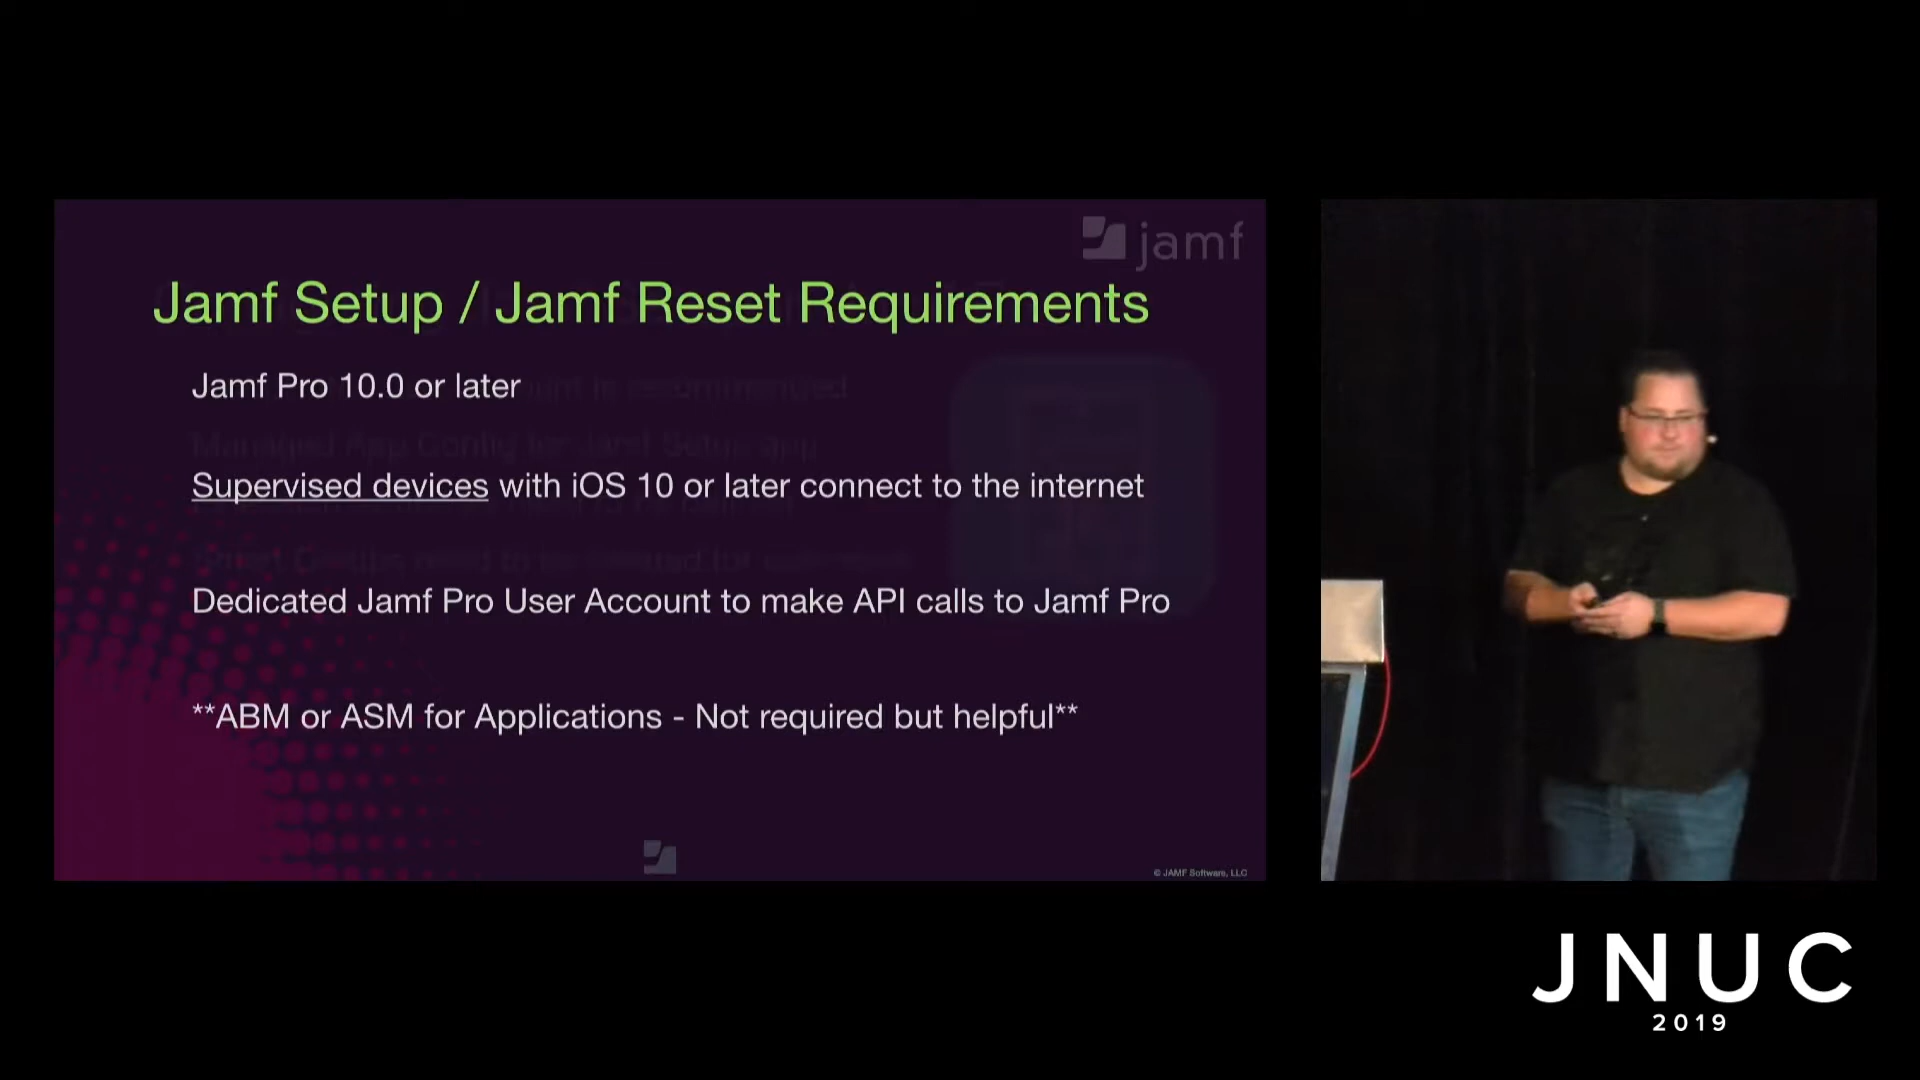 jamf
Jamf Setup / Jamf Reset Requirements
Jamf Pro 10.0 or later
Supervised devices with iOS 10 or later connect to the internet
Dedicated Jamf Pro User Account to make API calls to Jamf Pro
**ABM or ASM for Applications - Not required but helpful**
© JAMF Software, LLC
JNUC
2019